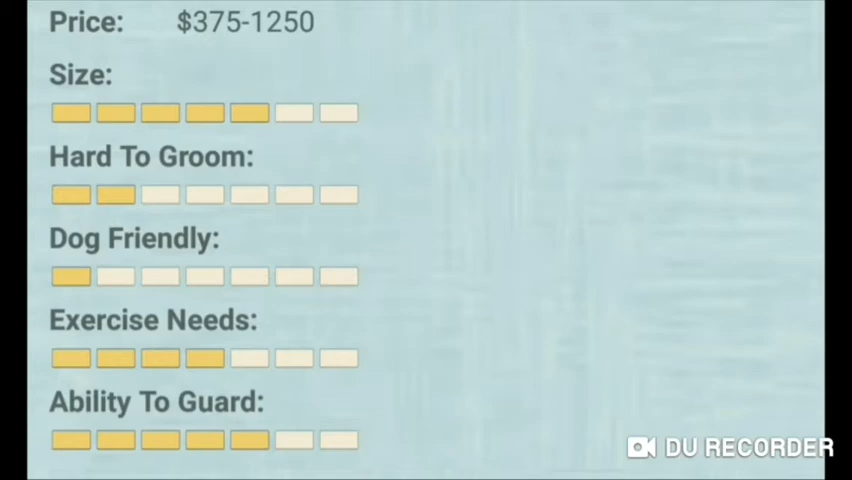 Price: $375-1250
Size:
Hard To Groom:
Dog Friendly:
Exercise Needs:
Ability To Guard:
DU RECORDER